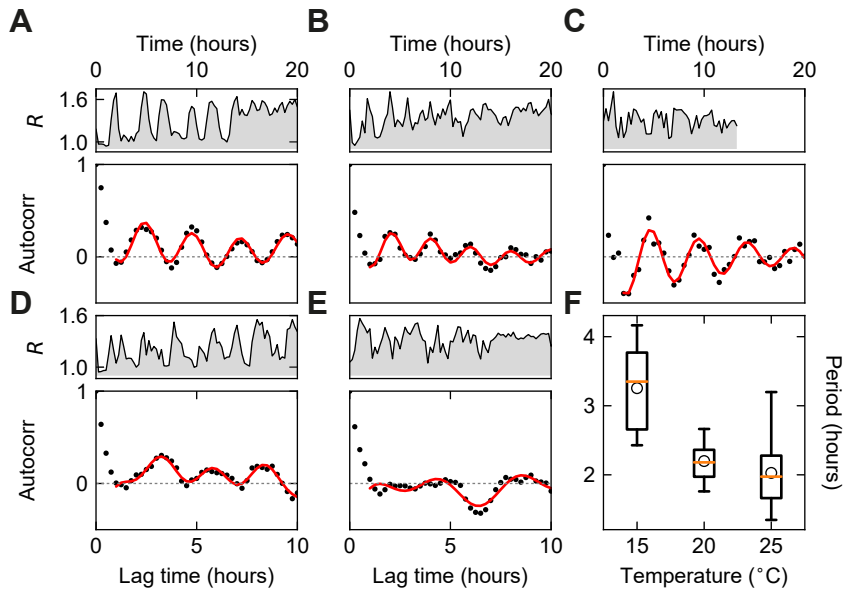 A B C
Time (hours) Time (hours) Time (hours)
0 10 20 0 10 20 0 10 20
1.6
R
1.0
1
Autocorr
0
D E F
1.6
R
1.0
1
Autocorr
0
4
3
2
Period (hours)
0 5 10 0 5 10 15 20 25
Lag time (hours) Lag time (hours) Temperature (°C)